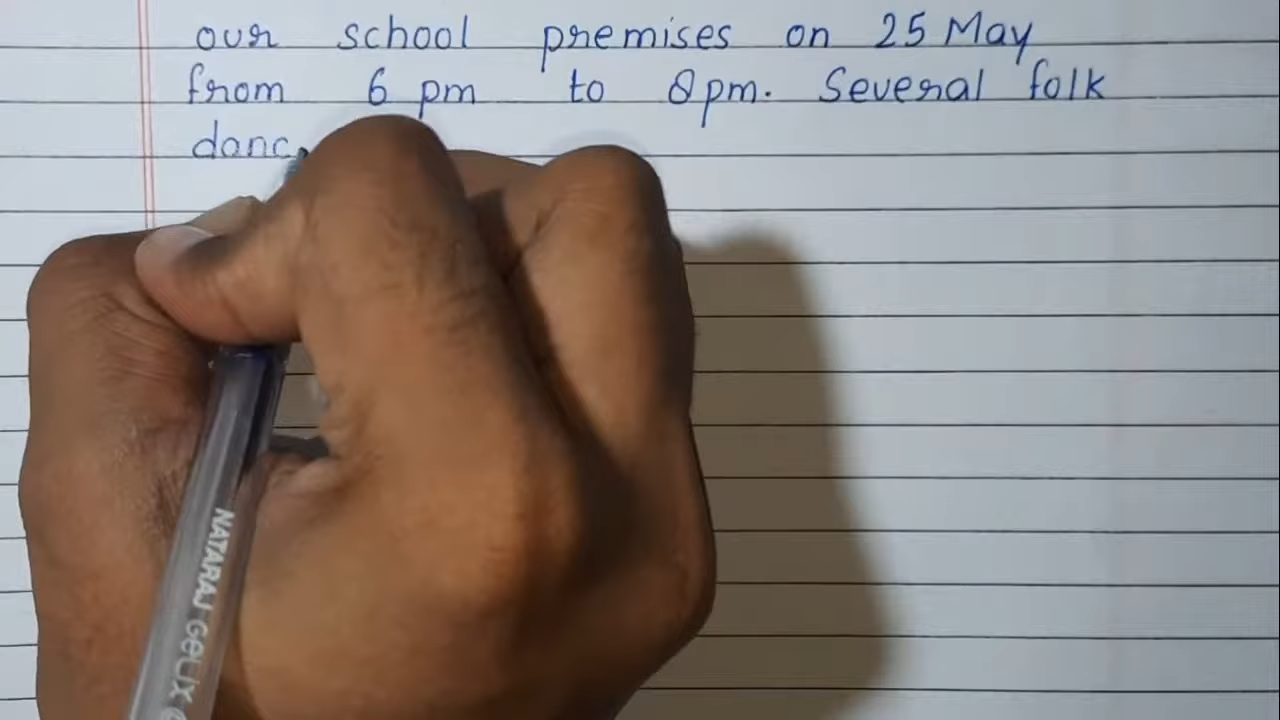 our school premises on 25 May
from 6 pm to 8pm. Several folk
danc
NATARAJ GELIX